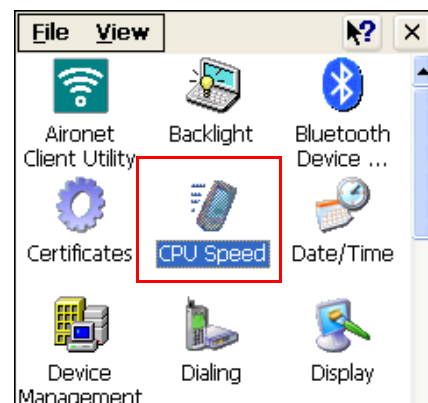 File View ?
Aironet Client Utility
Backlight
Bluetooth Device ...
Certificates
CPU Speed
Date/Time
Device Management
Dialing
Display